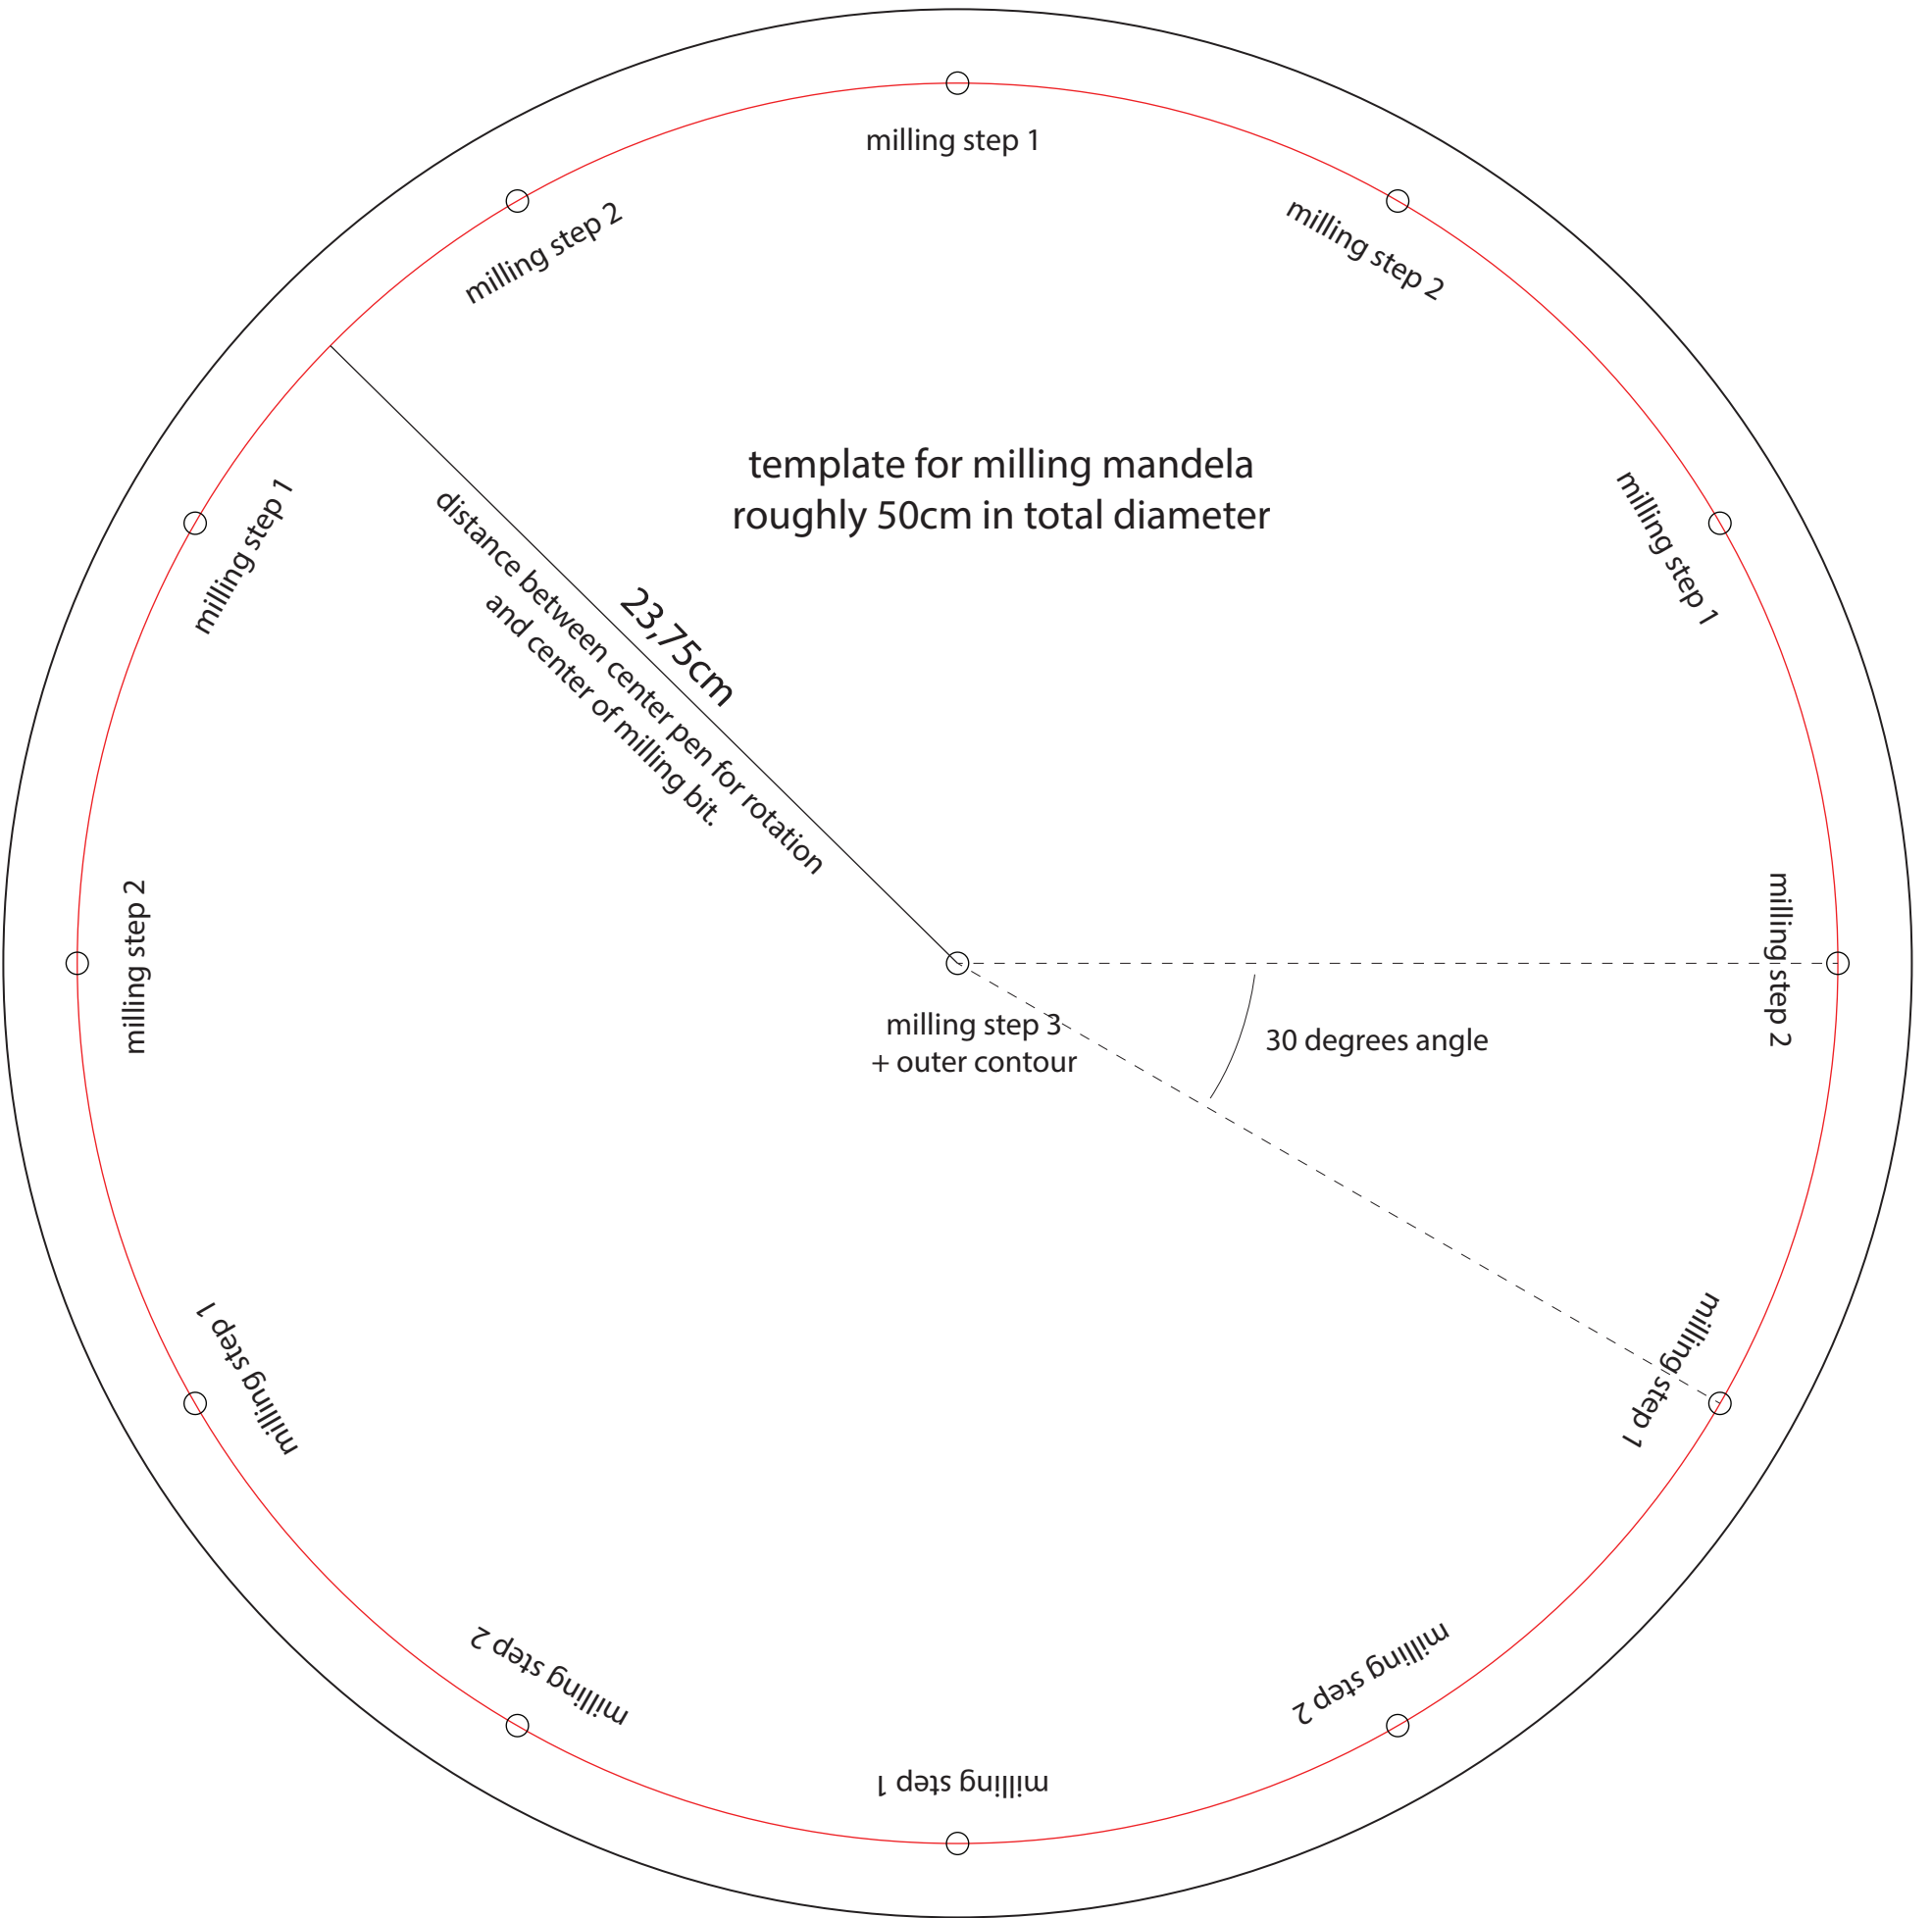 milling step 1
milling step 2
milling step 2
template for milling mandela
roughly 50cm in total diameter
milling step 1
milling step 1
23,75cm
distance between center pen for rotation
and center of milling bit.
milling step 2
milling step 2
milling step 3
+ outer contour
30 degrees angle
milling step 1
milling step 1
milling step 2
milling step 2
milling step 1